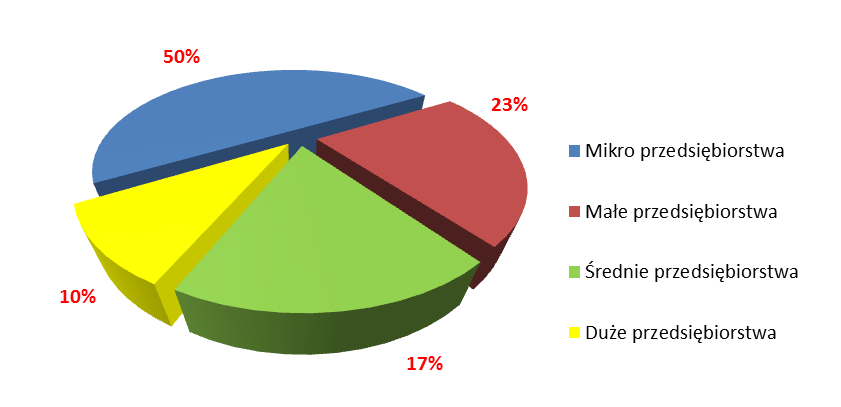 50%
23%
Mikro przedsiębiorstwa
Małe przedsiębiorstwa
Średnie przedsiębiorstwa
10%
Duże przedsiębiorstwa
17%